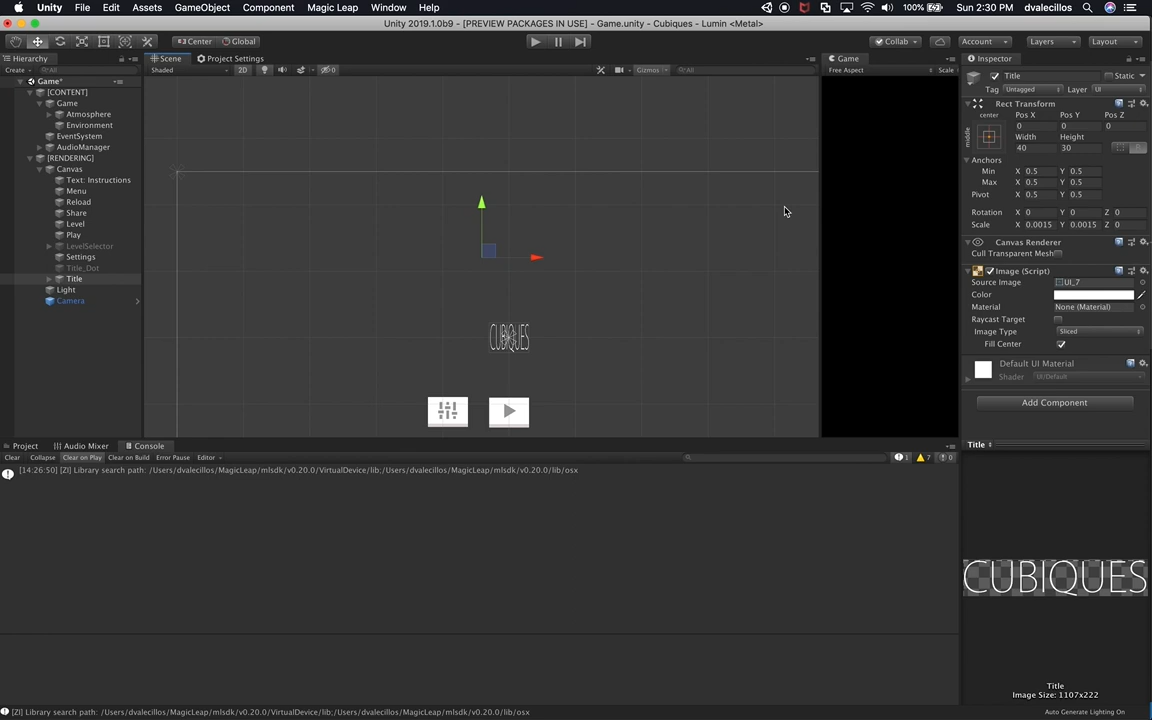 Unity File Edit Assets GameObject Component Magic Leap Window Help 100% Sun 2:30 PM dvalecillos
Unity 2019.1.0b9 - [PREVIEW PACKAGES IN USE] - Game.unity - Cubiques - Lumin <Metal>
Center Global Collab Account Layers Layout
Hierarchy Scene Project Settings Game Inspector
Create All Shaded 2D 0 Gizmos All Free Aspect Scale
Title Static
Tag Untagged Layer UI
Game*
[CONTENT]
Game
Atmosphere
Environment
EventSystem
AudioManager
[RENDERING]
Canvas
Text: Instructions
Menu
Reload
Share
Level
Play
LevelSelector
Settings
Title_Dot
Title
Light
Camera
CUBIQUES
Rect Transform
center Pos X Pos Y Pos Z
middle 0 0 0
Width Height
40 30
R
Anchors
Min X 0.5 Y 0.5
Max X 0.5 Y 0.5
Pivot X 0.5 Y 0.5
Rotation X 0 Y 0 Z 0
Scale X 0.0015 Y 0.0015 Z 0
Canvas Renderer
Cull Transparent Mesh
Image (Script)
Source Image UI_7
Color
Material None (Material)
Raycast Target
Image Type Sliced
Fill Center
Default UI Material
Shader UI/Default
Add Component
Project Audio Mixer Console
Clear Collapse Clear on Play Clear on Build Error Pause Editor 1 7 0
[14:26:50] [ZI] Library search path: /Users/dvalecillos/MagicLeap/mlsdk/v0.20.0/VirtualDevice/lib;/Users/dvalecillos/MagicLeap/mlsdk/v0.20.0/lib/osx
Title
CUBIQUES
Title
Image Size: 1107x222
[ZI] Library search path: /Users/dvalecillos/MagicLeap/mlsdk/v0.20.0/VirtualDevice/lib;/Users/dvalecillos/MagicLeap/mlsdk/v0.20.0/lib/osx
Auto Generate Lighting On